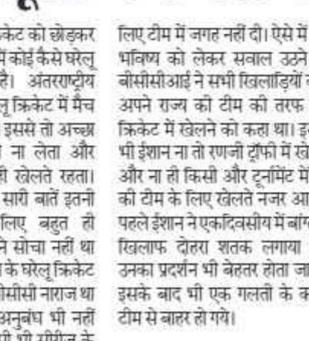 केट को छोड़कर
में कोई कैसे घरेलू
है। अंतरराष्ट्रीय
लू क्रिकेट में मैच
इससे तो अच्छा
ना लेता और
ही खेलते रहता।
सारी बातें इतनी
लिए बहुत ही
ने सोचा नहीं था
के घरेलू क्रिकेट
सीसी नाराज था
अनुबंध भी नहीं
लिए टीम में जगह नहीं दी। ऐसे में
भविष्य को लेकर सवाल उठने
बीसीसीआई ने सभी खिलाड़ियों
अपने राज्य की टीम की तरफ
क्रिकेट में खेलने को कहा था। इ
भी ईशान ना तो रणजी ट्रॉफी में खे
और ना ही किसी और टूर्नामेंट में
की टीम के लिए खेलते नजर आ
पहले ईशान ने एकदिवसीय में बांग
खिलाफ दोहरा शतक लगाया
उनका प्रदर्शन भी बेहतर होता जा
इसके बाद भी एक गलती के क
टीम से बाहर हो गये।